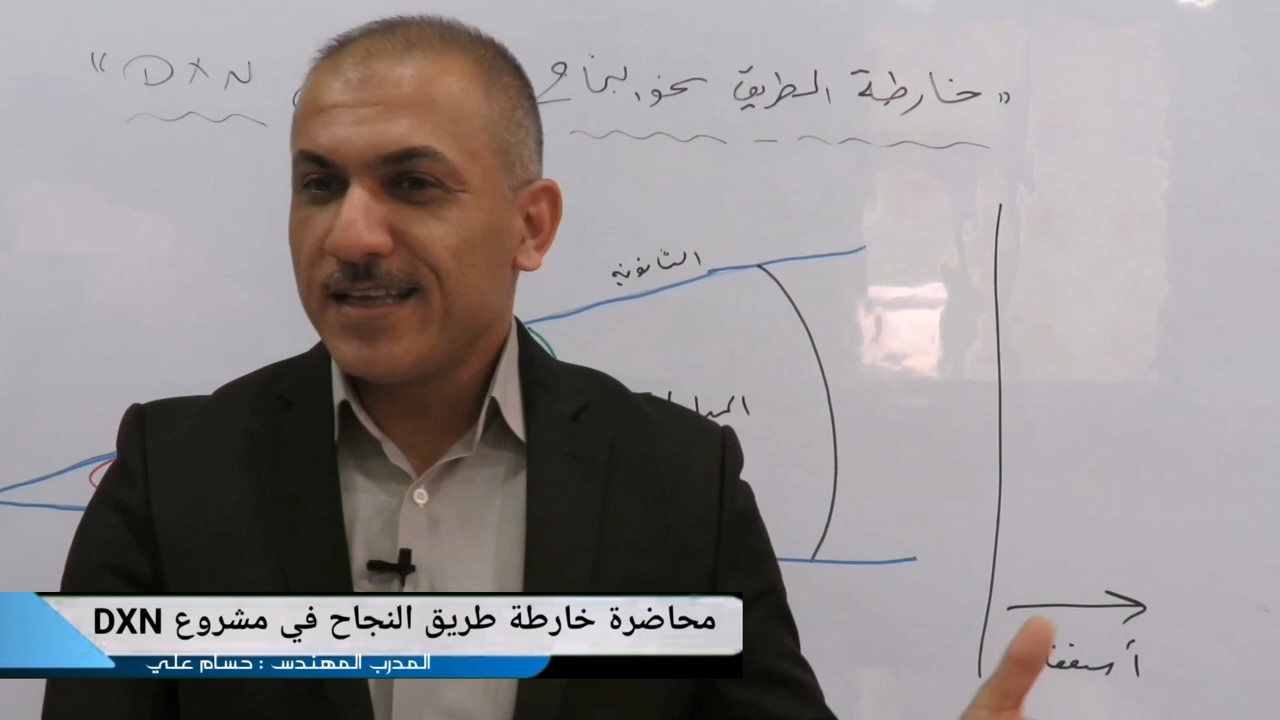 « خارطة الطريق نحو النجاح DXN »
الثانوية
محاضرة خارطة طريق النجاح في مشروع DXN
المدرب المهندس : حسام علي